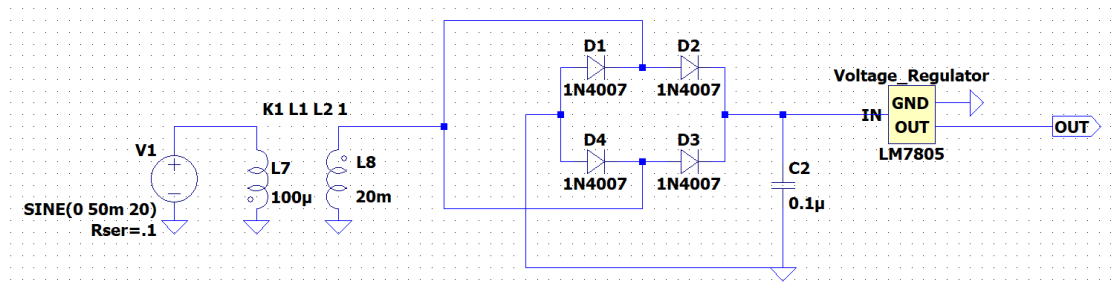 D1
D2
1N4007
1N4007
Voltage_Regulator
K1 L1 L2 1
GND
IN
OUT
OUT
LM7805
V1
L7
L8
D4
D3
100µ
20m
1N4007
1N4007
C2
0.1µ
SINE(0 50m 20)
Rser=.1